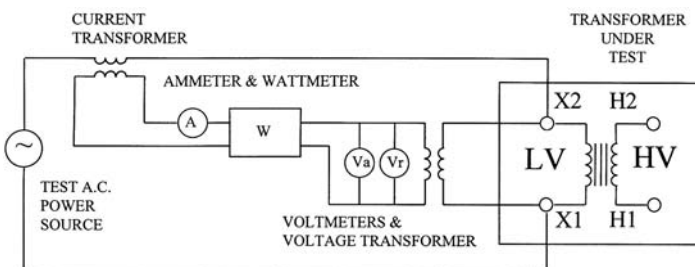 CURRENT
TRANSFORMER
TRANSFORMER
UNDER
TEST
AMMETER & WATTMETER
X2
H2
A
W
Va
Vr
LV
HV
TEST A.C.
POWER
SOURCE
VOLTMETERS &
VOLTAGE TRANSFORMER
X1
H1